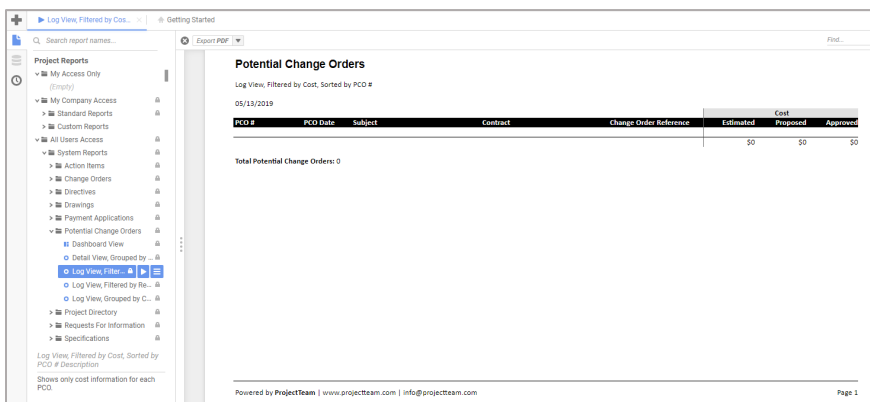 Log View, Filtered by Cos...
Getting Started
Search report names...
Export PDF
Find...
Project Reports
My Access Only
(Empty)
My Company Access
Standard Reports
Custom Reports
All Users Access
System Reports
Action Items
Change Orders
Directives
Drawings
Payment Applications
Potential Change Orders
Dashboard View
Detail View, Grouped by ...
Log View, Filter...
Log View, Filtered by Re...
Log View, Grouped by C...
Project Directory
Requests For Information
Specifications
Log View, Filtered by Cost, Sorted by
PCO # Description
Shows only cost information for each
PCO.
Potential Change Orders
Log View, Filtered by Cost, Sorted by PCO #
05/13/2019
Cost
PCO # PCO Date Subject Contract Change Order Reference Estimated Proposed Approved
$0 $0 $0
Total Potential Change Orders: 0
Powered by ProjectTeam | www.projectteam.com | info@projectteam.com Page 1